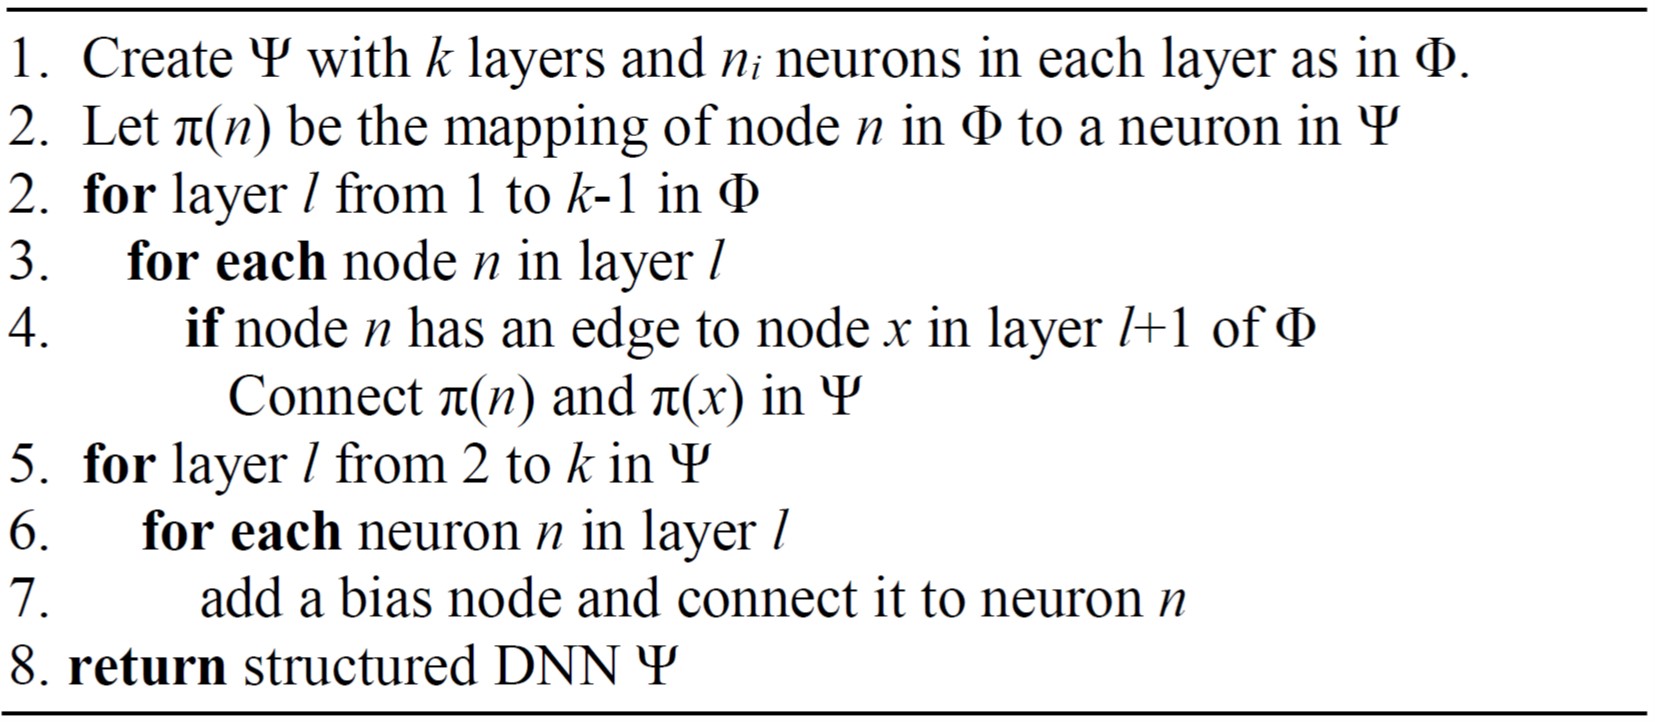 1. Create Ψ with k layers and nᵢ neurons in each layer as in Φ.
2. Let π(n) be the mapping of node n in Φ to a neuron in Ψ
2. for layer l from 1 to k-1 in Φ
3. for each node n in layer l
4. if node n has an edge to node x in layer l+1 of Φ
Connect π(n) and π(x) in Ψ
5. for layer l from 2 to k in Ψ
6. for each neuron n in layer l
7. add a bias node and connect it to neuron n
8. return structured DNN Ψ